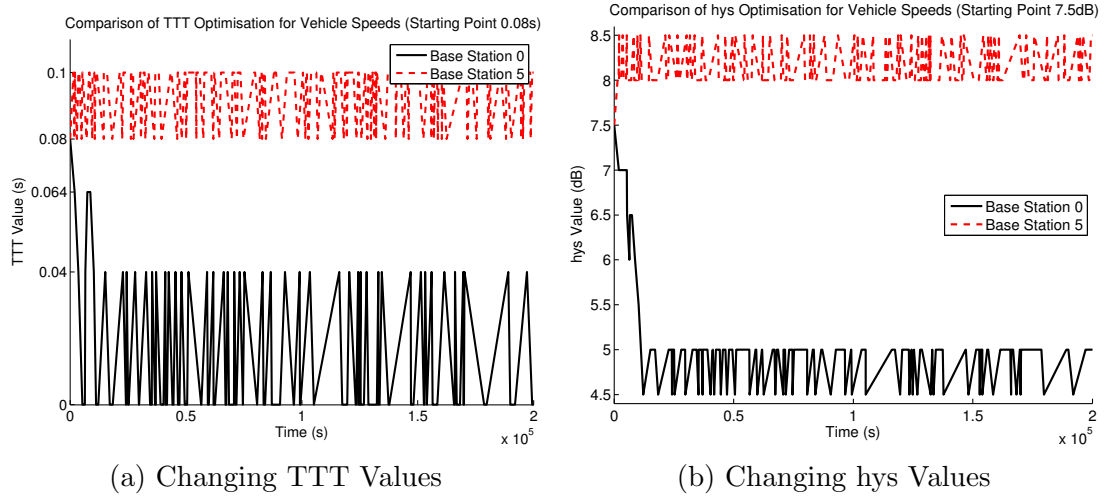 Comparison of TTT Optimisation for Vehicle Speeds (Starting Point 0.08s)
Base Station 0
Base Station 5
0.1
0.08
0.064
0.04
0
TTT Value (s)
0
0.5
1
1.5
2
Time (s)
x 10^5
(a) Changing TTT Values
Comparison of hys Optimisation for Vehicle Speeds (Starting Point 7.5dB)
8.5
8
7.5
7
6.5
6
5.5
5
4.5
hys Value (dB)
Base Station 0
Base Station 5
0
0.5
1
1.5
2
Time (s)
x 10^5
(b) Changing hys Values